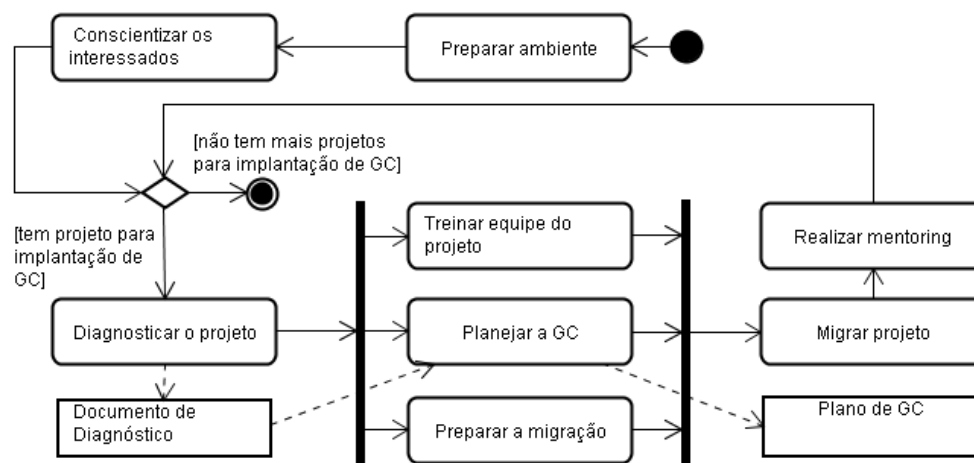 Conscientizar os
interessados
Preparar ambiente
[não tem mais projetos
para implantação de GC]
[tem projeto para
implantação de
GC]
Treinar equipe do
projeto
Realizar mentoring
Diagnosticar o projeto
Planejar a GC
Migrar projeto
Documento de
Diagnóstico
Preparar a migração
Plano de GC